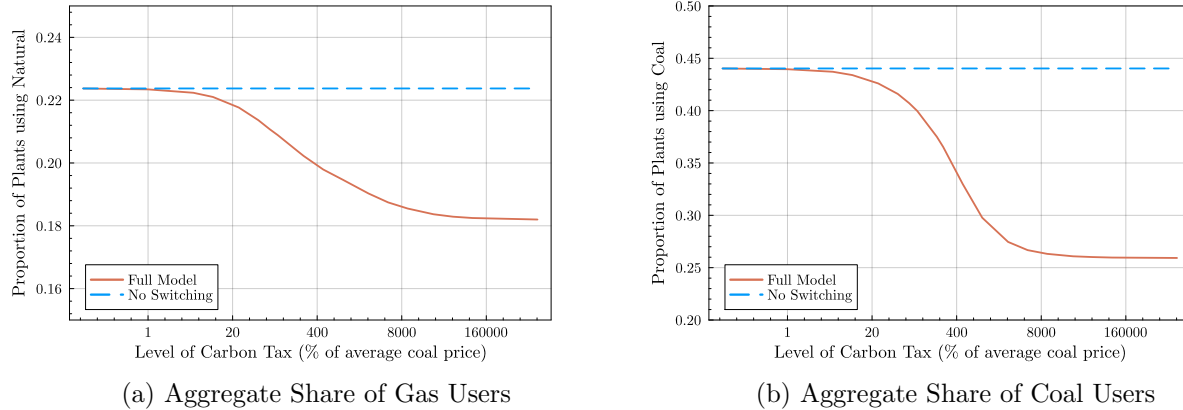 Proportion of Plants using Natural
0.24
0.22
0.20
0.18
0.16
Full Model
No Switching
1 20 400 8000 160000
Level of Carbon Tax (% of average coal price)
(a) Aggregate Share of Gas Users
Proportion of Plants using Coal
0.50
0.45
0.40
0.35
0.30
0.25
0.20
Full Model
No Switching
1 20 400 8000 160000
Level of Carbon Tax (% of average coal price)
(b) Aggregate Share of Coal Users